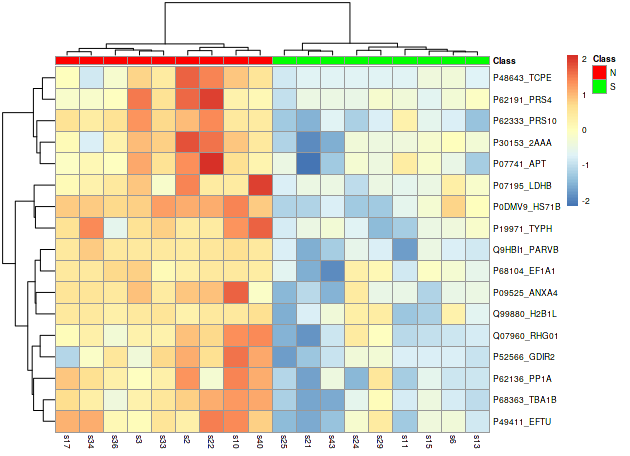 Class
P48643_TCPE
P62191_PRS4
P62333_PRS10
P30153_2AAA
P07741_APT
P07195_LDHB
P0DMV9_HS71B
P19971_TYPH
Q9HBI1_PARVB
P68104_EF1A1
P09525_ANXA4
Q99880_H2B1L
Q07960_RHG01
P52566_GDIR2
P62136_PP1A
P68363_TBA1B
P49411_EFTU
s17 s34 s36 s3 s33 s2 s22 s10 s40 s25 s21 s43 s24 s29 s11 s15 s6 s13
2
1
0
-1
-2
Class
N
S